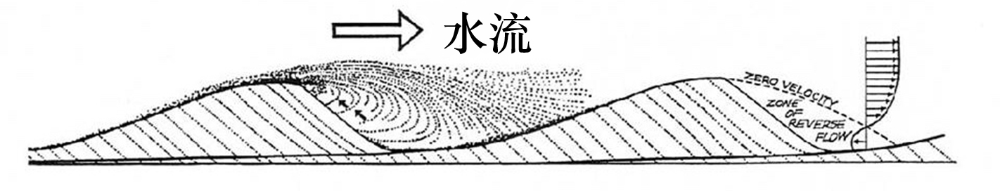 水流
ZERO VELOCITY
ZONE
OF
REVERSE
FLOW